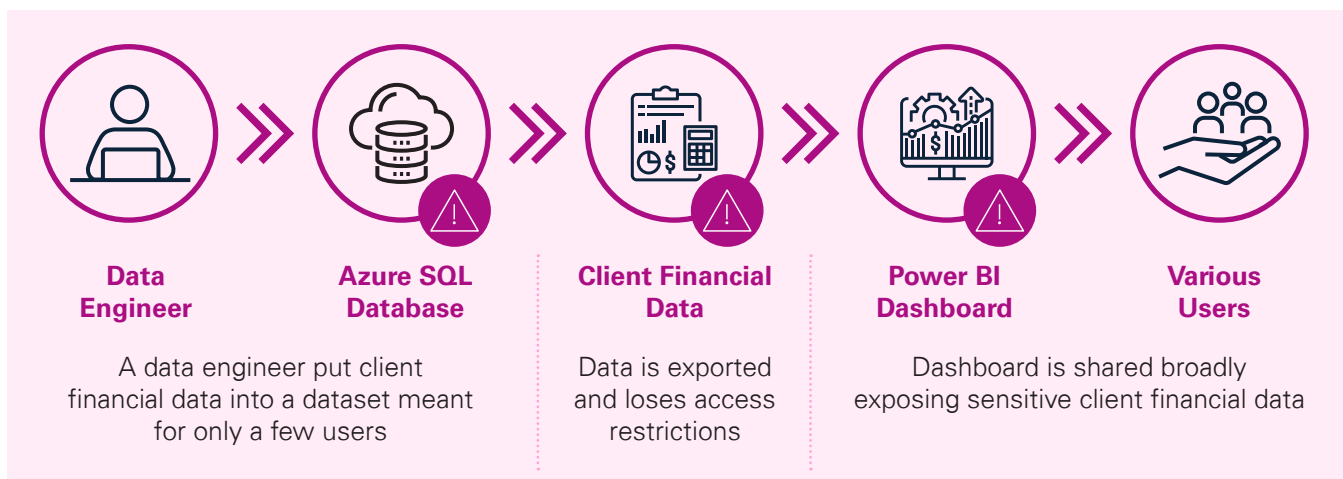 Data
Engineer
Azure SQL
Database
Client Financial
Data
Power BI
Dashboard
Various
Users
A data engineer put client
financial data into a dataset meant
for only a few users
Data is exported
and loses access
restrictions
Dashboard is shared broadly
exposing sensitive client financial data